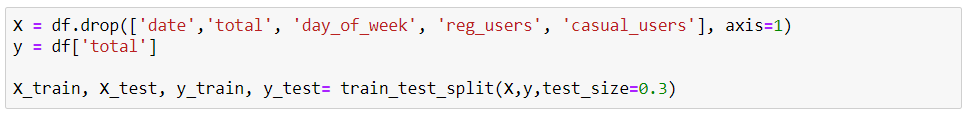 X = df.drop(['date','total', 'day_of_week', 'reg_users', 'casual_users'], axis=1)
y = df['total']
X_train, X_test, y_train, y_test= train_test_split(X,y,test_size=0.3)